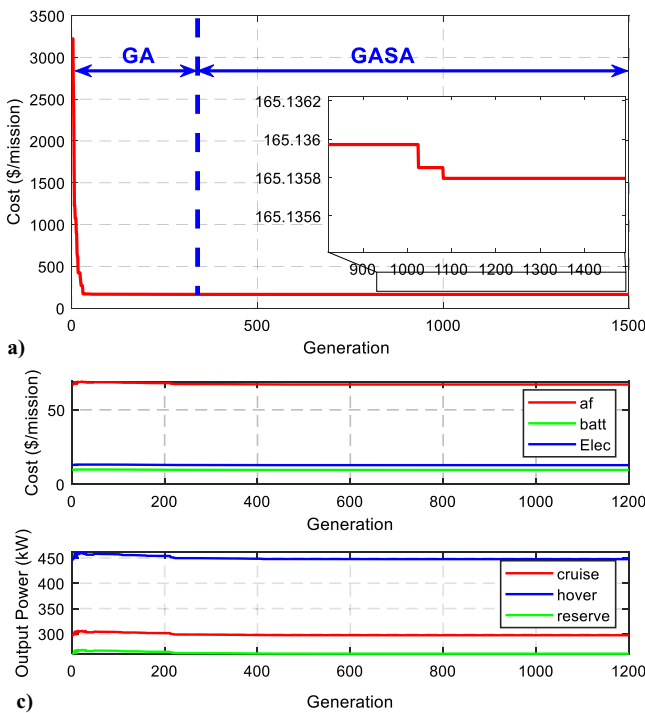 3500
3000
2500
2000
1500
1000
500
0
Cost ($/mission)
GA
GASA
165.1362
165.136
165.1358
165.1356
900 1000 1100 1200 1300 1400
0 500 1000 1500
Generation
a)
50
0
Cost ($/mission)
af
batt
Elec
0 200 400 600 800 1000 1200
Generation
450
400
350
300
Output Power (kW)
cruise
hover
reserve
0 200 400 600 800 1000 1200
Generation
c)